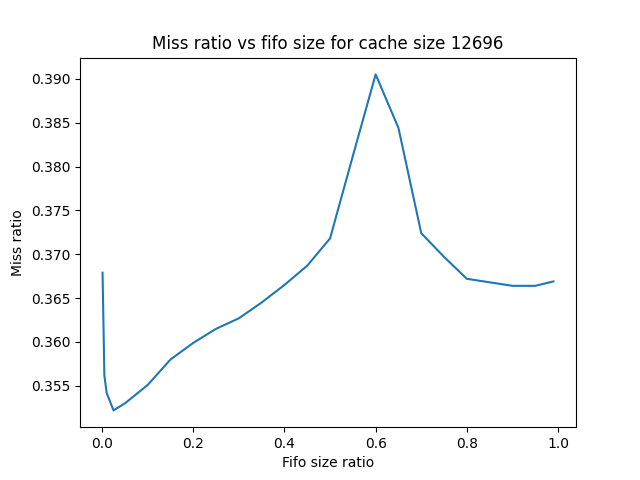 Miss ratio vs fifo size for cache size 12696
0.390
0.385
0.380
0.375
0.370
0.365
0.360
0.355
Miss ratio
0.0 0.2 0.4 0.6 0.8 1.0
Fifo size ratio